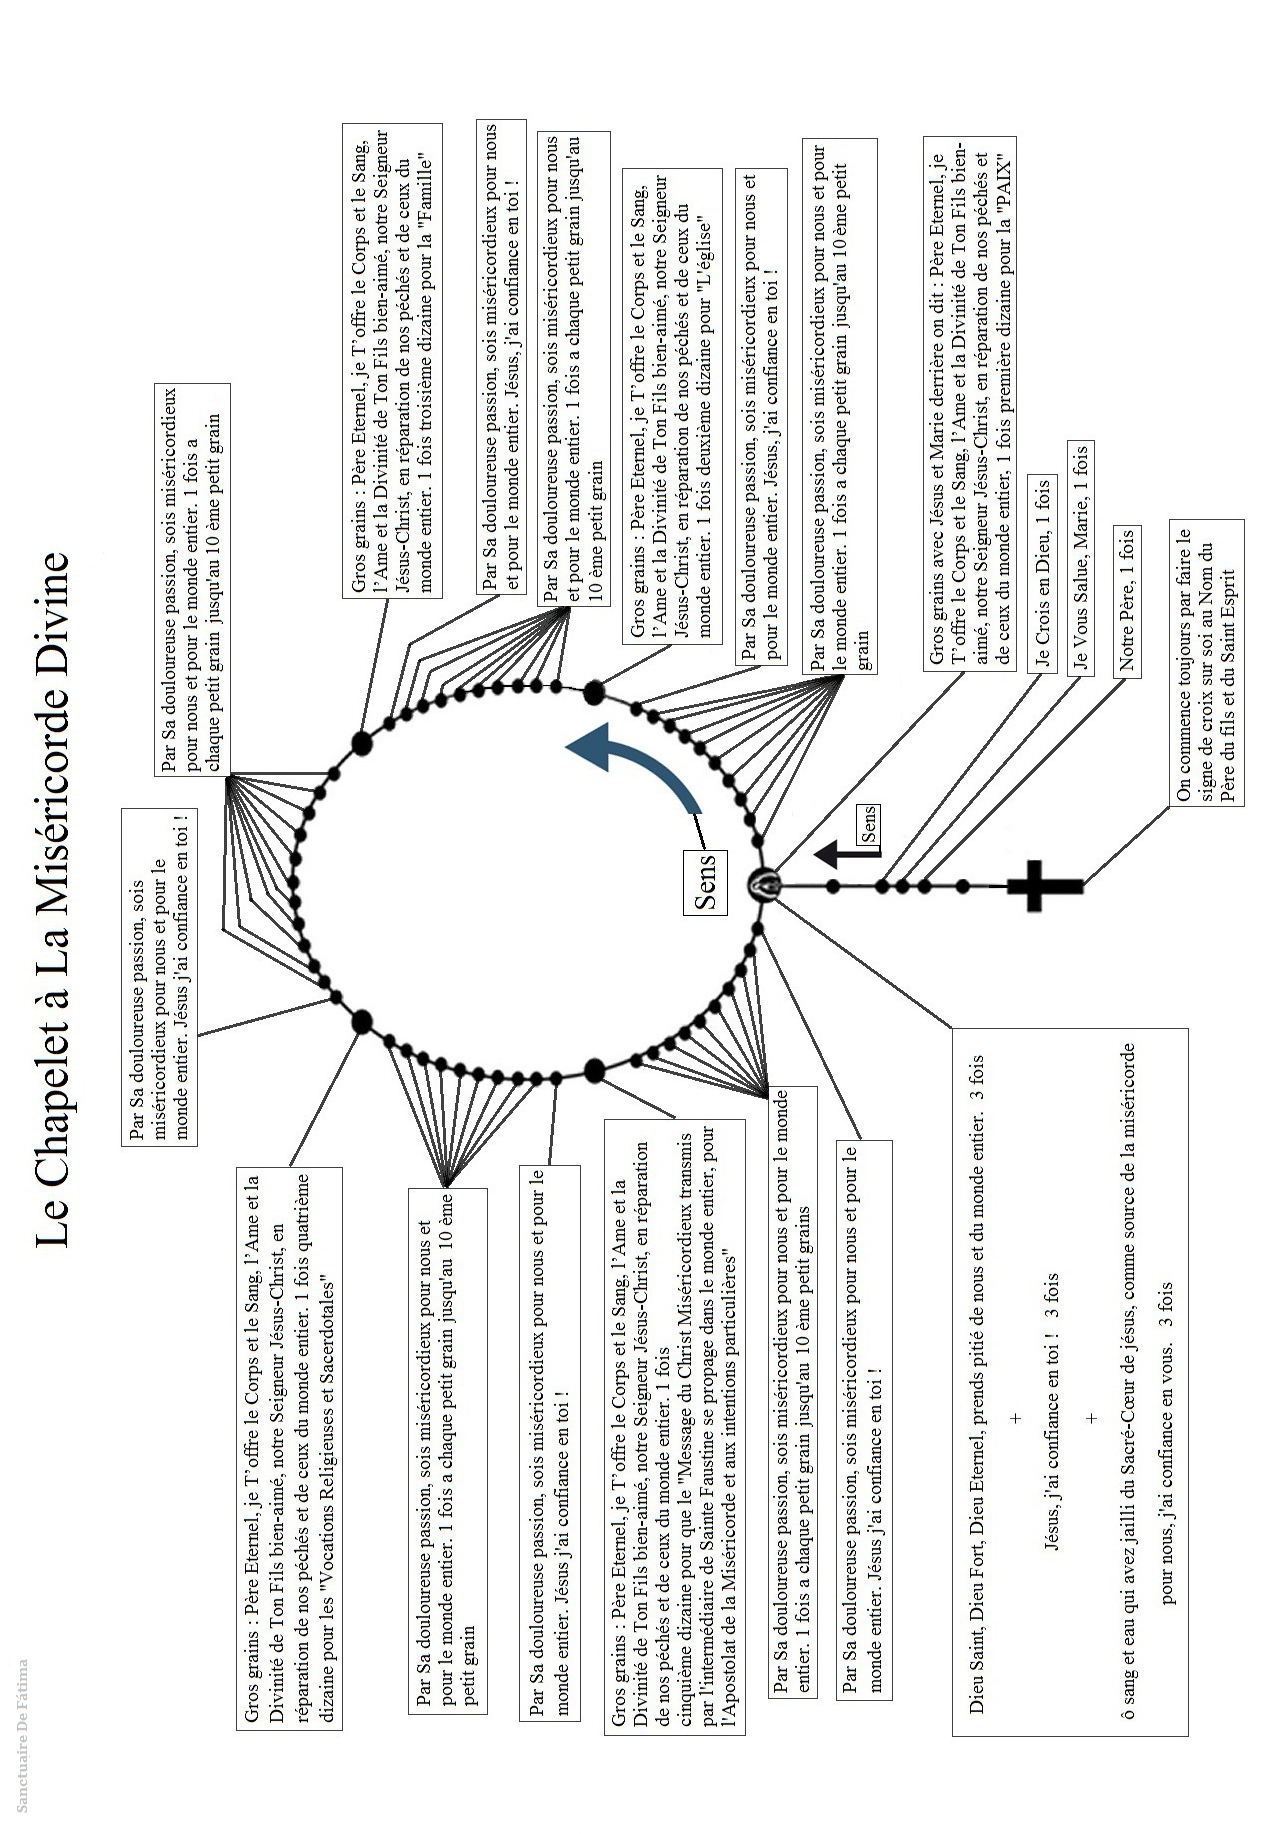 Sanctuaire De Fátima
Le Chapelet à La Miséricorde Divine
On commence toujours par faire le
signe de croix sur soi au Nom du
Père du fils et du Saint Esprit
Notre Père, 1 fois
Je Vous Salue, Marie, 1 fois
Je Crois en Dieu, 1 fois
Sens
Gros grains avec Jésus et Marie derrière on dit : Père Eternel, je
T'offre le Corps et le Sang, l'Ame et la Divinité de Ton Fils bien-
aimé, notre Seigneur Jésus-Christ, en réparation de nos péchés et
de ceux du monde entier, 1 fois première dizaine pour la "PAIX"
Sens
Par Sa douloureuse passion, sois miséricordieux pour nous et pour
le monde entier. 1 fois a chaque petit grain jusqu'au 10 ème petit
grain
Par Sa douloureuse passion, sois miséricordieux pour nous et
pour le monde entier. Jésus, j'ai confiance en toi !
Gros grains : Père Eternel, je T'offre le Corps et le Sang,
l'Ame et la Divinité de Ton Fils bien-aimé, notre Seigneur
Jésus-Christ, en réparation de nos péchés et de ceux du
monde entier. 1 fois deuxième dizaine pour "L'église"
Par Sa douloureuse passion, sois miséricordieux pour nous
et pour le monde entier. 1 fois a chaque petit grain jusqu'au
10 ème petit grain
Par Sa douloureuse passion, sois miséricordieux pour nous
et pour le monde entier. Jésus, j'ai confiance en toi !
Gros grains : Père Eternel, je T'offre le Corps et le Sang,
l'Ame et la Divinité de Ton Fils bien-aimé, notre Seigneur
Jésus-Christ, en réparation de nos péchés et de ceux du
monde entier. 1 fois troisième dizaine pour la "Famille"
Par Sa douloureuse passion, sois miséricordieux
pour nous et pour le monde entier. 1 fois a
chaque petit grain jusqu'au 10 ème petit grain
Par Sa douloureuse passion, sois
miséricordieux pour nous et pour le
monde entier. Jésus j'ai confiance en toi !
Gros grains : Père Eternel, je T'offre le Corps et le Sang, l'Ame et la
Divinité de Ton Fils bien-aimé, notre Seigneur Jésus-Christ, en
réparation de nos péchés et de ceux du monde entier. 1 fois quatrième
dizaine pour les "Vocations Religieuses et Sacerdotales"
Par Sa douloureuse passion, sois miséricordieux pour nous et
pour le monde entier. 1 fois a chaque petit grain jusqu'au 10 ème
petit grain
Par Sa douloureuse passion, sois miséricordieux pour nous et pour le
monde entier. Jésus j'ai confiance en toi !
Gros grains : Père Eternel, je T'offre le Corps et le Sang, l'Ame et la
Divinité de Ton Fils bien-aimé, notre Seigneur Jésus-Christ, en réparation
de nos péchés et de ceux du monde entier. 1 fois
cinquième dizaine pour que le "Message du Christ Miséricordieux transmis
par l'intermédiaire de Sainte Faustine se propage dans le monde entier, pour
l'Apostolat de la Miséricorde et aux intentions particulières"
Par Sa douloureuse passion, sois miséricordieux pour nous et pour le monde
entier. 1 fois a chaque petit grain jusqu'au 10 ème petit grains
Par Sa douloureuse passion, sois miséricordieux pour nous et pour le
monde entier. Jésus j'ai confiance en toi !
Dieu Saint, Dieu Fort, Dieu Eternel, prends pitié de nous et du monde entier. 3 fois
+
Jésus, j'ai confiance en toi ! 3 fois
+
ô sang et eau qui avez jailli du Sacré-Cœur de jésus, comme source de la miséricorde
pour nous, j'ai confiance en vous. 3 fois